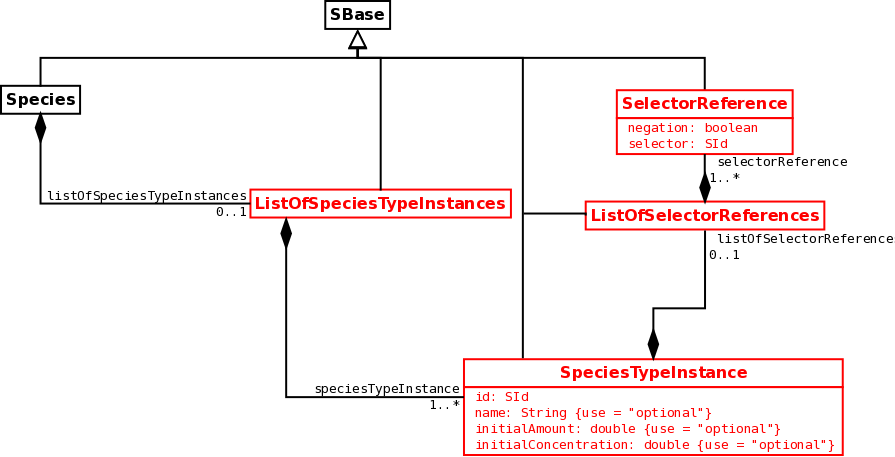 SBase
Species
SelectorReference
negation: boolean
selector: SId
selectorReference
1..*
listOfSpeciesTypeInstances
0..1
ListOfSpeciesTypeInstances
ListOfSelectorReferences
listOfSelectorReference
0..1
SpeciesTypeInstance
speciesTypeInstance
1..*
id: SId
name: String {use = "optional"}
initialAmount: double {use = "optional"}
initialConcentration: double {use = "optional"}